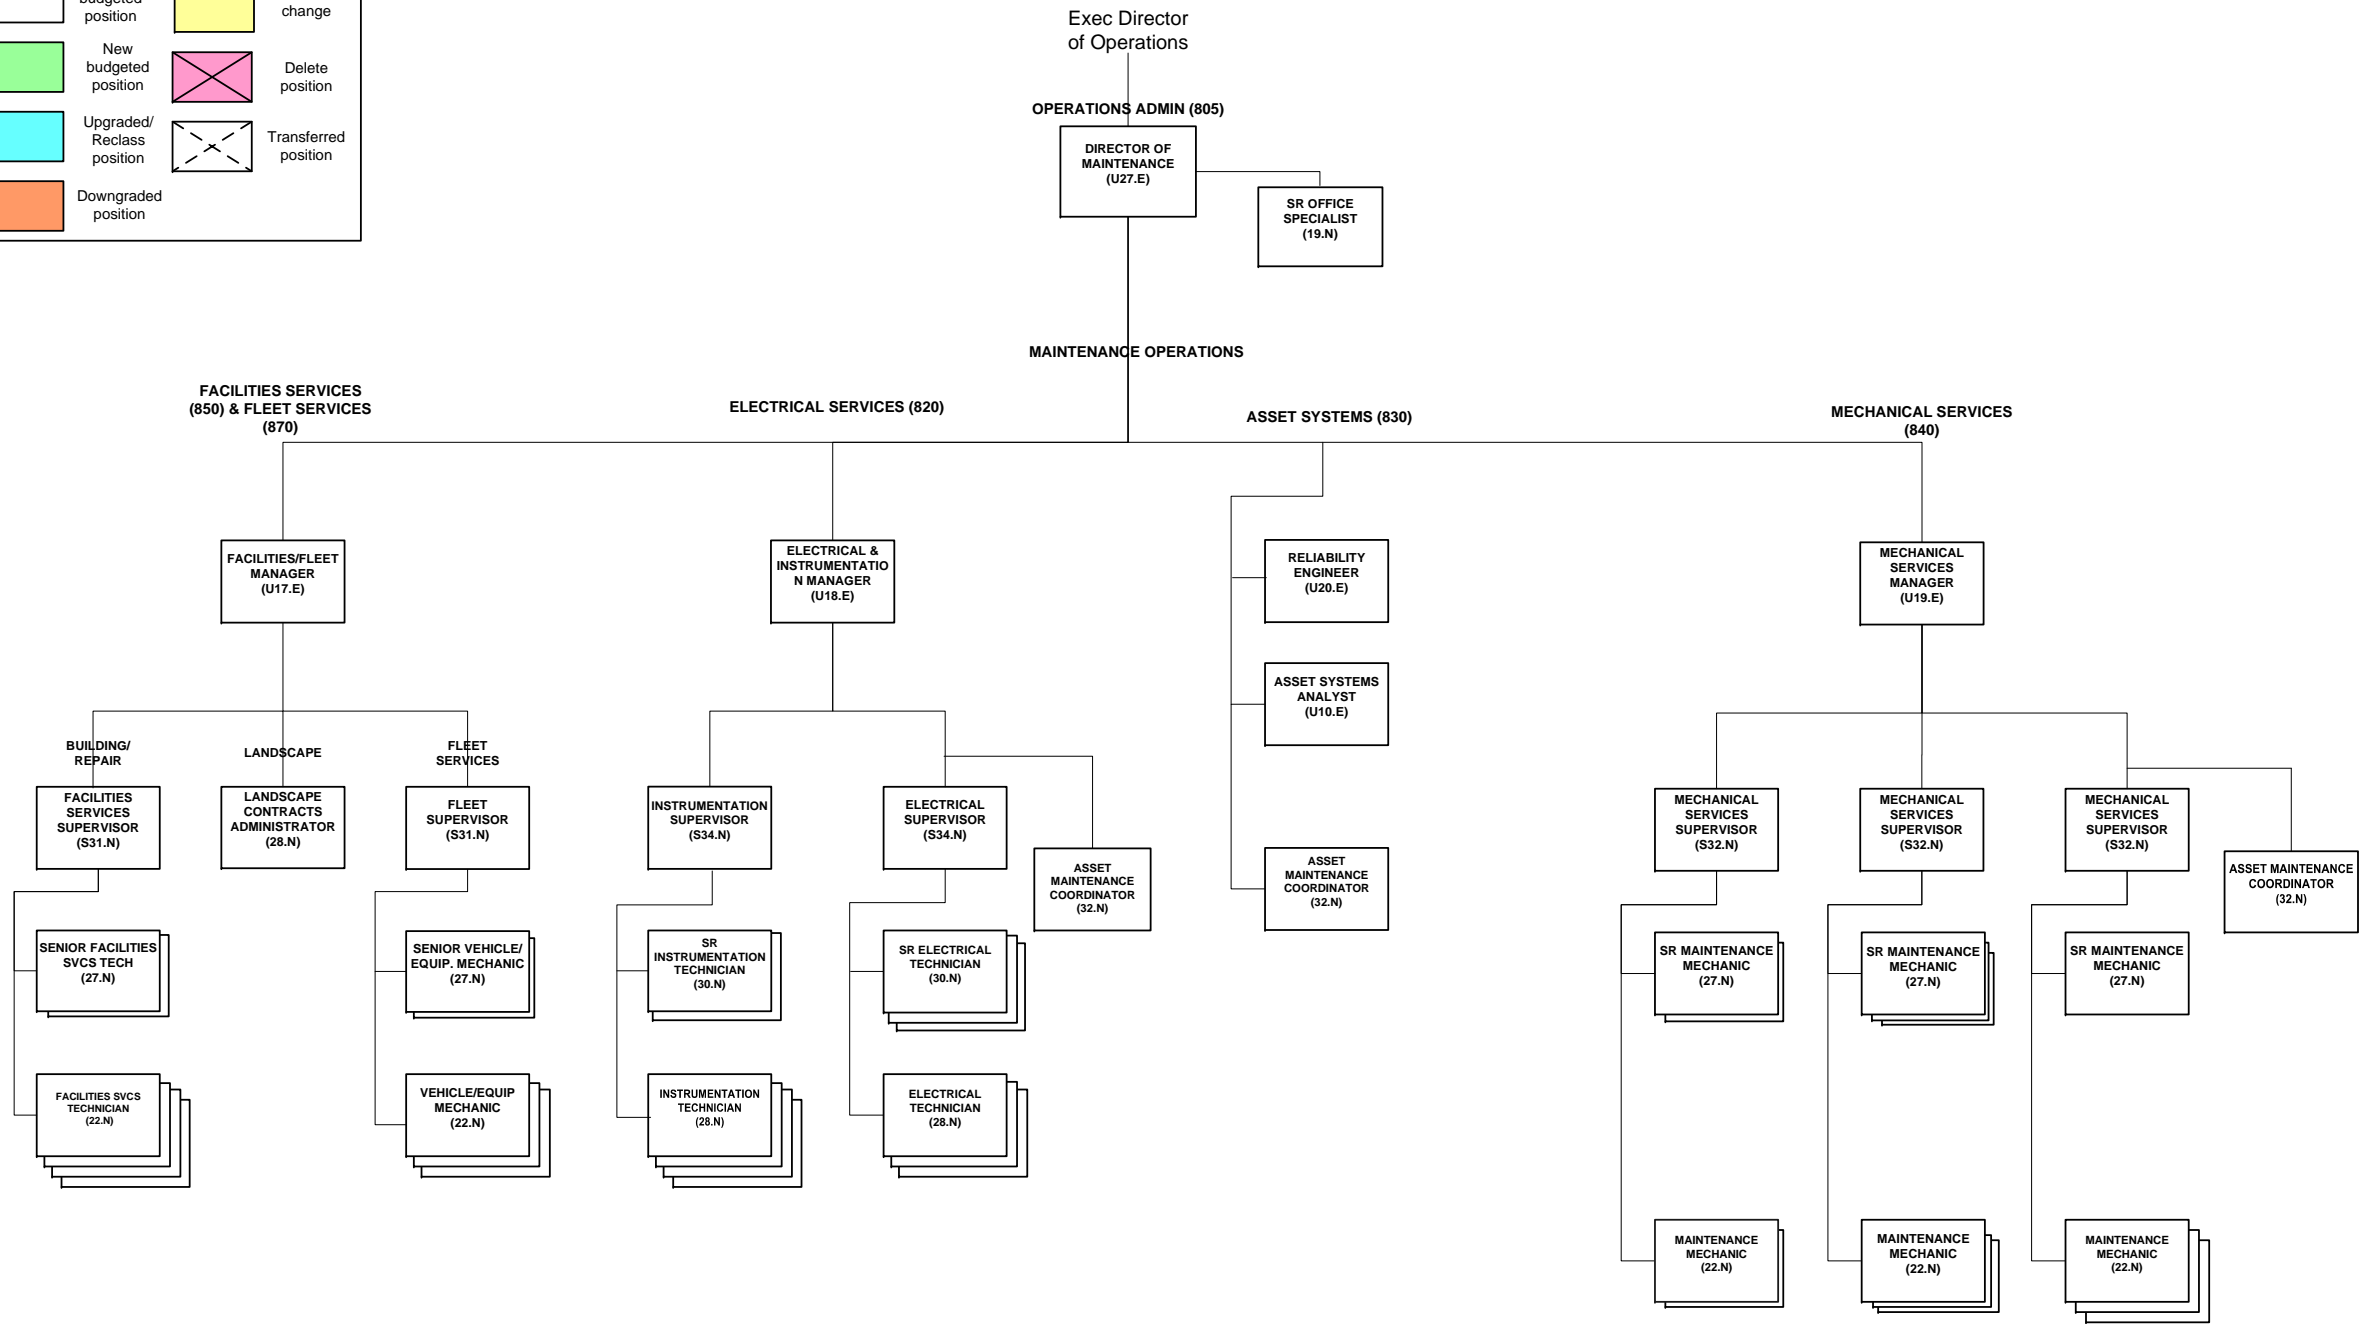 budgeted
position
change
New
budgeted
position
Delete
position
Upgraded/
Reclass
position
Transferred
position
Downgraded
position
Exec Director
of Operations
OPERATIONS ADMIN (805)
DIRECTOR OF
MAINTENANCE
(U27.E)
SR OFFICE
SPECIALIST
(19.N)
MAINTENANCE OPERATIONS
FACILITIES SERVICES
(850) & FLEET SERVICES
(870)
ELECTRICAL SERVICES (820)
ASSET SYSTEMS (830)
MECHANICAL SERVICES
(840)
FACILITIES/FLEET
MANAGER
(U17.E)
ELECTRICAL &
INSTRUMENTATIO
N MANAGER
(U18.E)
RELIABILITY
ENGINEER
(U20.E)
MECHANICAL
SERVICES
MANAGER
(U19.E)
ASSET SYSTEMS
ANALYST
(U10.E)
BUILDING/
REPAIR
LANDSCAPE
FLEET
SERVICES
FACILITIES
SERVICES
SUPERVISOR
(S31.N)
LANDSCAPE
CONTRACTS
ADMINISTRATOR
(28.N)
FLEET
SUPERVISOR
(S31.N)
INSTRUMENTATION
SUPERVISOR
(S34.N)
ELECTRICAL
SUPERVISOR
(S34.N)
ASSET
MAINTENANCE
COORDINATOR
(32.N)
ASSET
MAINTENANCE
COORDINATOR
(32.N)
MECHANICAL
SERVICES
SUPERVISOR
(S32.N)
MECHANICAL
SERVICES
SUPERVISOR
(S32.N)
MECHANICAL
SERVICES
SUPERVISOR
(S32.N)
ASSET MAINTENANCE
COORDINATOR
(32.N)
SENIOR FACILITIES
SVCS TECH
(27.N)
SENIOR VEHICLE/
EQUIP. MECHANIC
(27.N)
SR
INSTRUMENTATION
TECHNICIAN
(30.N)
SR ELECTRICAL
TECHNICIAN
(30.N)
SR MAINTENANCE
MECHANIC
(27.N)
SR MAINTENANCE
MECHANIC
(27.N)
SR MAINTENANCE
MECHANIC
(27.N)
FACILITIES SVCS
TECHNICIAN
(22.N)
VEHICLE/EQUIP
MECHANIC
(22.N)
INSTRUMENTATION
TECHNICIAN
(28.N)
ELECTRICAL
TECHNICIAN
(28.N)
MAINTENANCE
MECHANIC
(22.N)
MAINTENANCE
MECHANIC
(22.N)
MAINTENANCE
MECHANIC
(22.N)